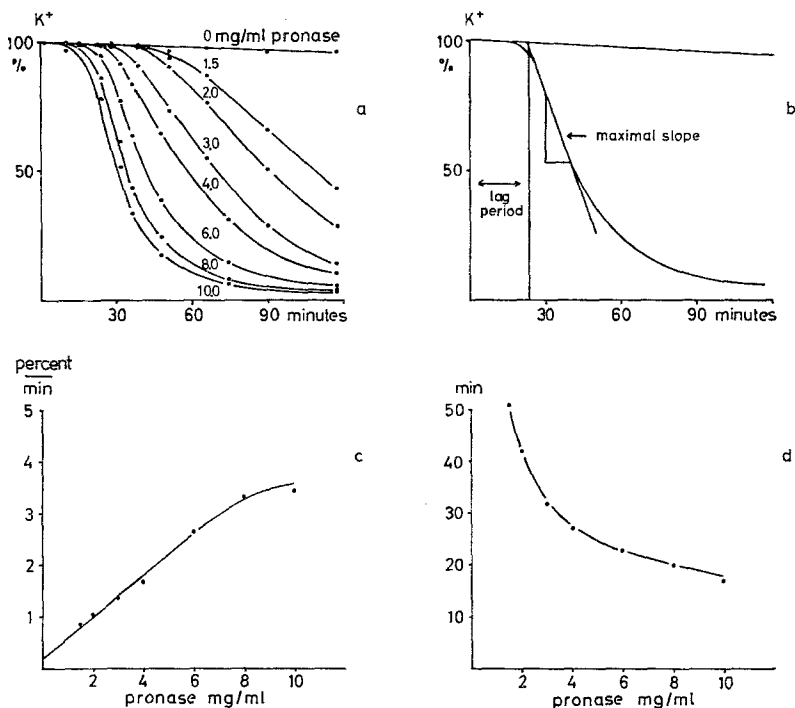 K+
100
%
50
0 mg/ml pronase
1.5
2.0
3.0
4.0
6.0
8.0
10.0
30 60 90 minutes
a
K+
100
%
50
← maximal slope
↔
lag
period
30 60 90 minutes
b
percent
min
5
4
3
2
1
2 4 6 8 10
pronase mg/ml
c
min
50
40
30
20
10
2 4 6 8 10
pronase mg/ml
d